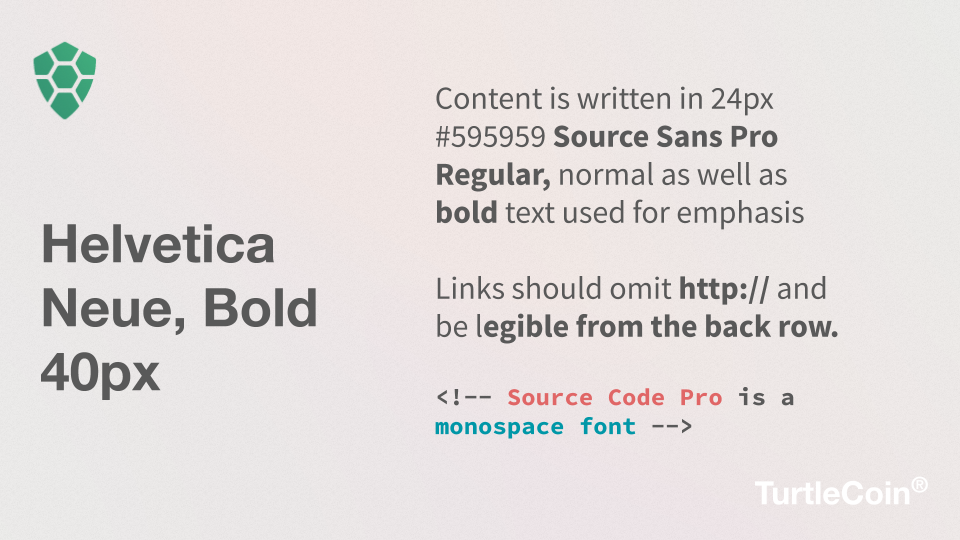 Helvetica
Neue, Bold
40px
Content is written in 24px
#595959 Source Sans Pro
Regular, normal as well as
bold text used for emphasis
Links should omit http:// and
be legible from the back row.
<!-- Source Code Pro is a
monospace font -->
TurtleCoin®